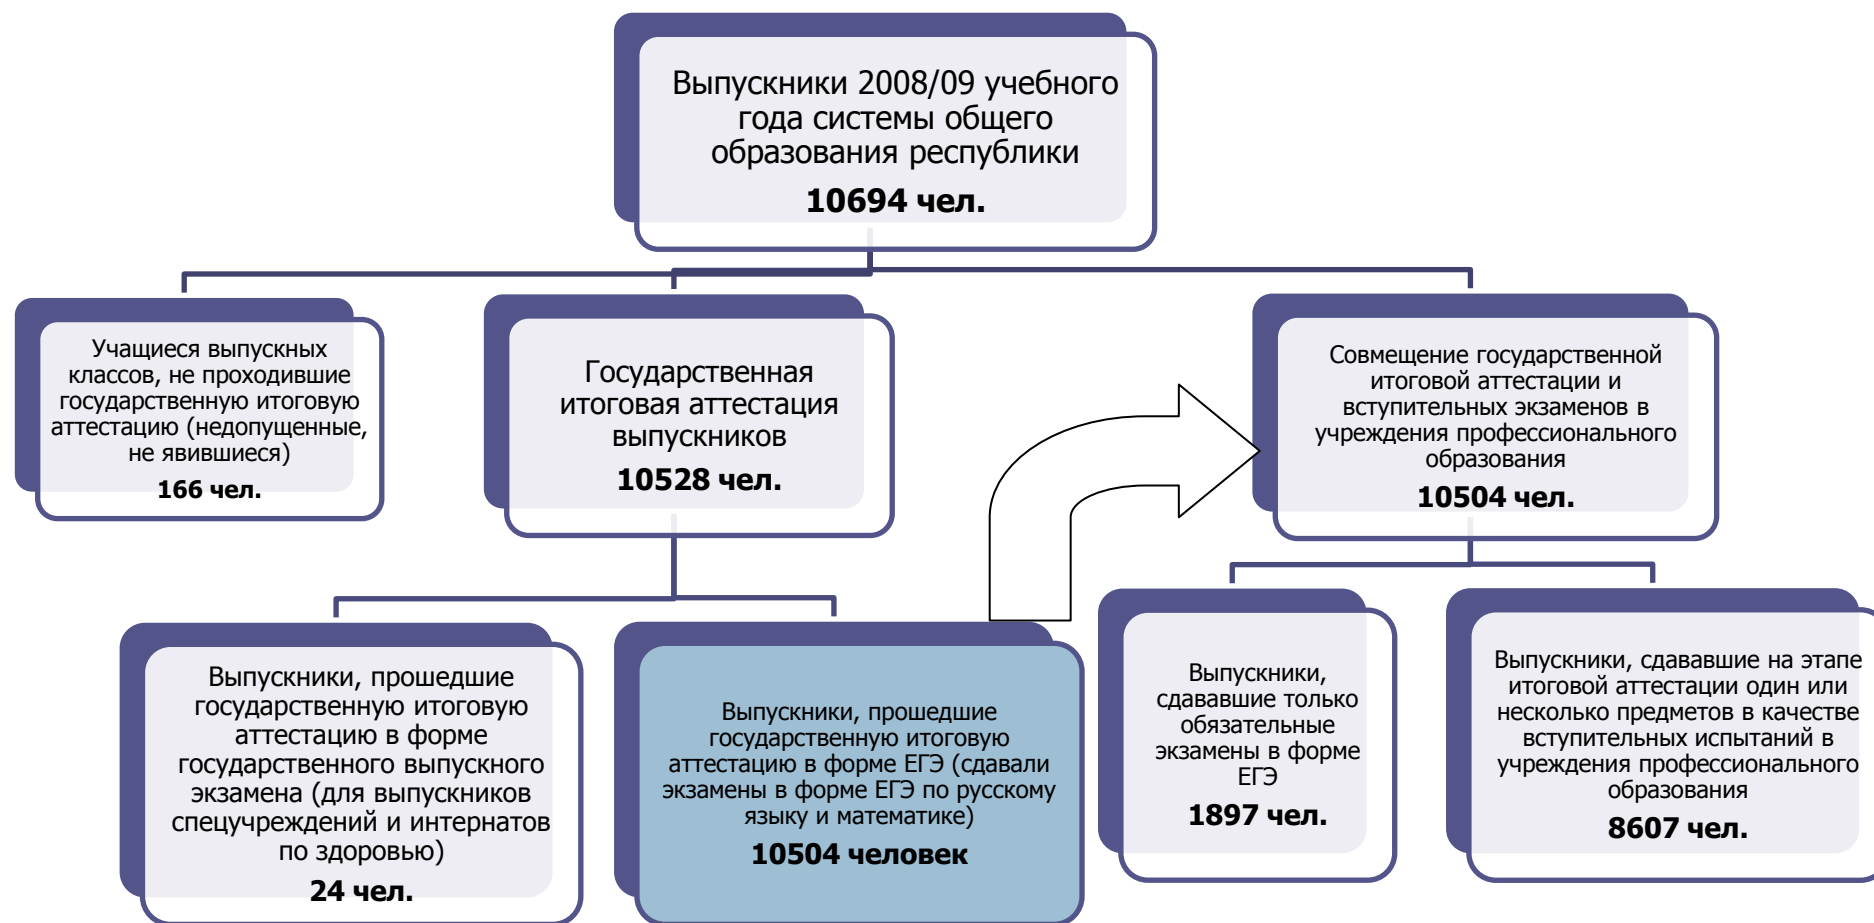 Выпускники 2008/09 учебного
года системы общего
образования республики
10694 чел.
Учащиеся выпускных
классов, не проходившие
государственную итоговую
аттестацию (недопущенные,
не явившиеся)
166 чел.
Государственная
итоговая аттестация
выпускников
10528 чел.
Совмещение государственной
итоговой аттестации и
вступительных экзаменов в
учреждения профессионального
образования
10504 чел.
Выпускники, прошедшие
государственную итоговую
аттестацию в форме
государственного выпускного
экзамена (для выпускников
спецучреждений и интернатов
по здоровью)
24 чел.
Выпускники, прошедшие
государственную итоговую
аттестацию в форме ЕГЭ (сдавали
экзамены в форме ЕГЭ по русскому
языку и математике)
10504 человек
Выпускники,
сдававшие только
обязательные
экзамены в форме
ЕГЭ
1897 чел.
Выпускники, сдававшие на этапе
итоговой аттестации один или
несколько предметов в качестве
вступительных испытаний в
учреждения профессионального
образования
8607 чел.